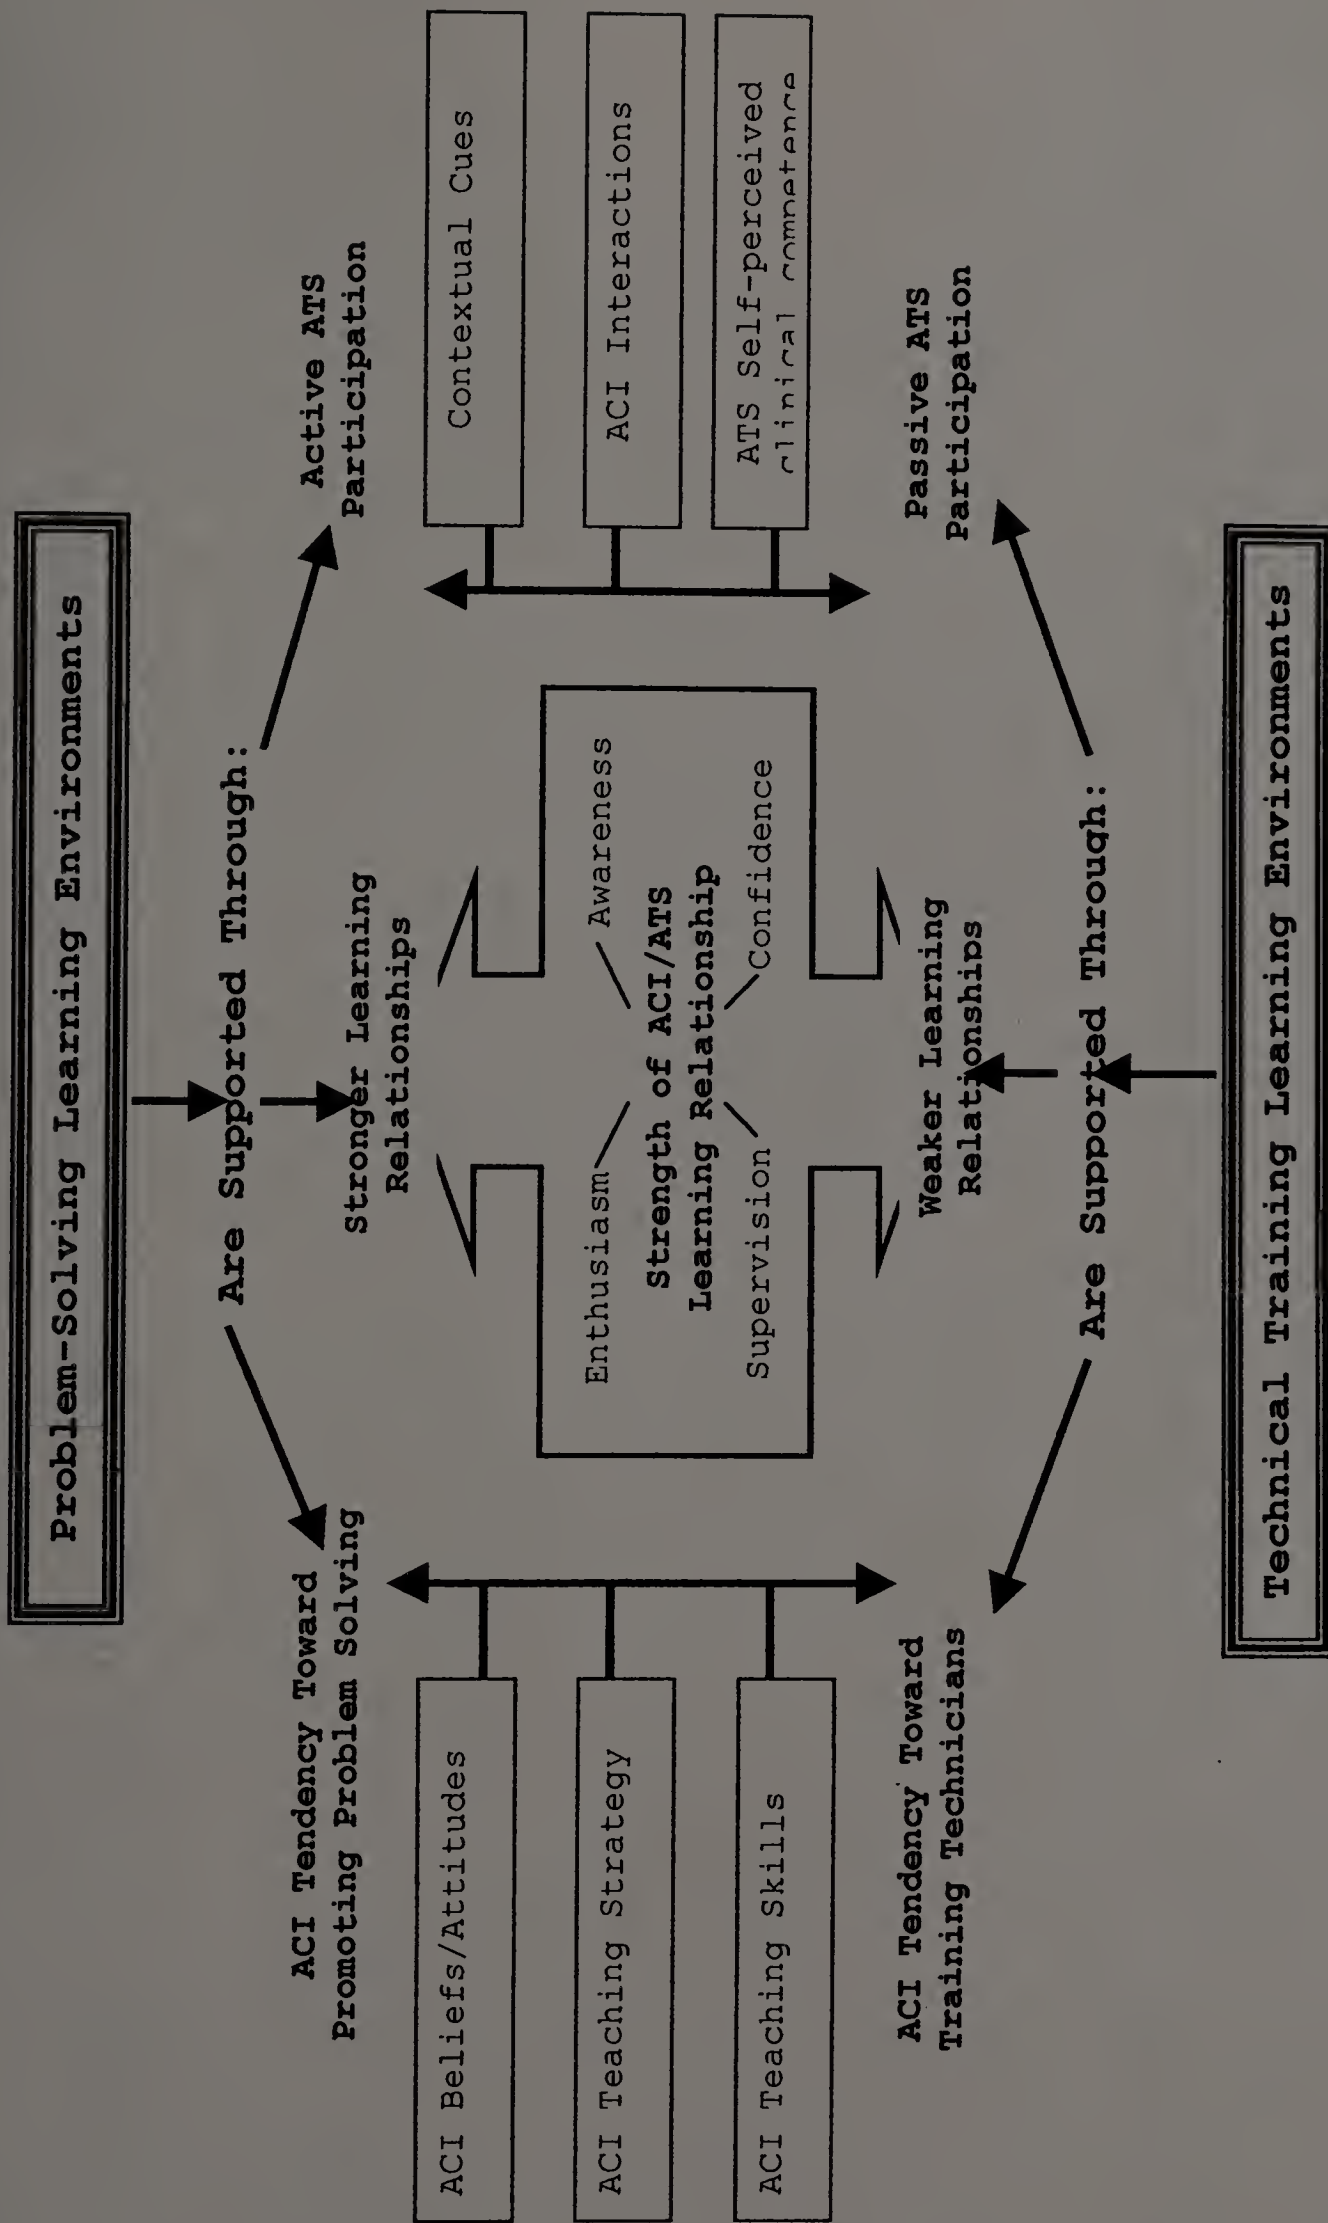 Problem-Solving Learning Environments
Are Supported Through:
ACI Tendency Toward
Promoting Problem Solving
Stronger Learning
Relationships
Active ATS
Participation
ACI Beliefs/Attitudes
ACI Teaching Strategy
ACI Teaching Skills
Enthusiasm
Awareness
Strength of ACI/ATS
Learning Relationship
Supervision
Confidence
Contextual Cues
ACI Interactions
ATS Self-perceived
clinical competence
ACI Tendency Toward
Training Technicians
Weaker Learning
Relationships
Passive ATS
Participation
Are Supported Through:
Technical Training Learning Environments